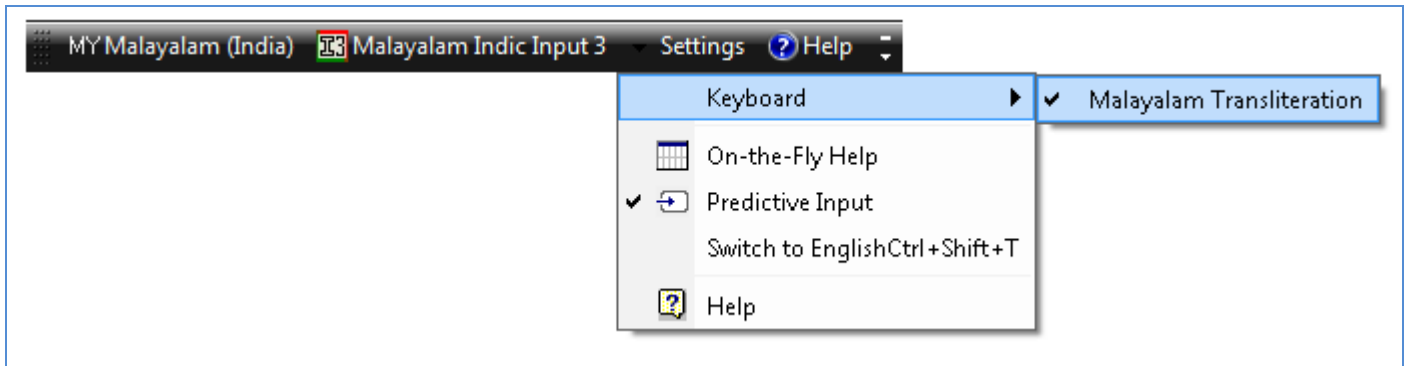 MY Malayalam (India) I3 Malayalam Indic Input 3 Settings ? Help
Keyboard Malayalam Transliteration
On-the-Fly Help
Predictive Input
Switch to EnglishCtrl+Shift+T
? Help